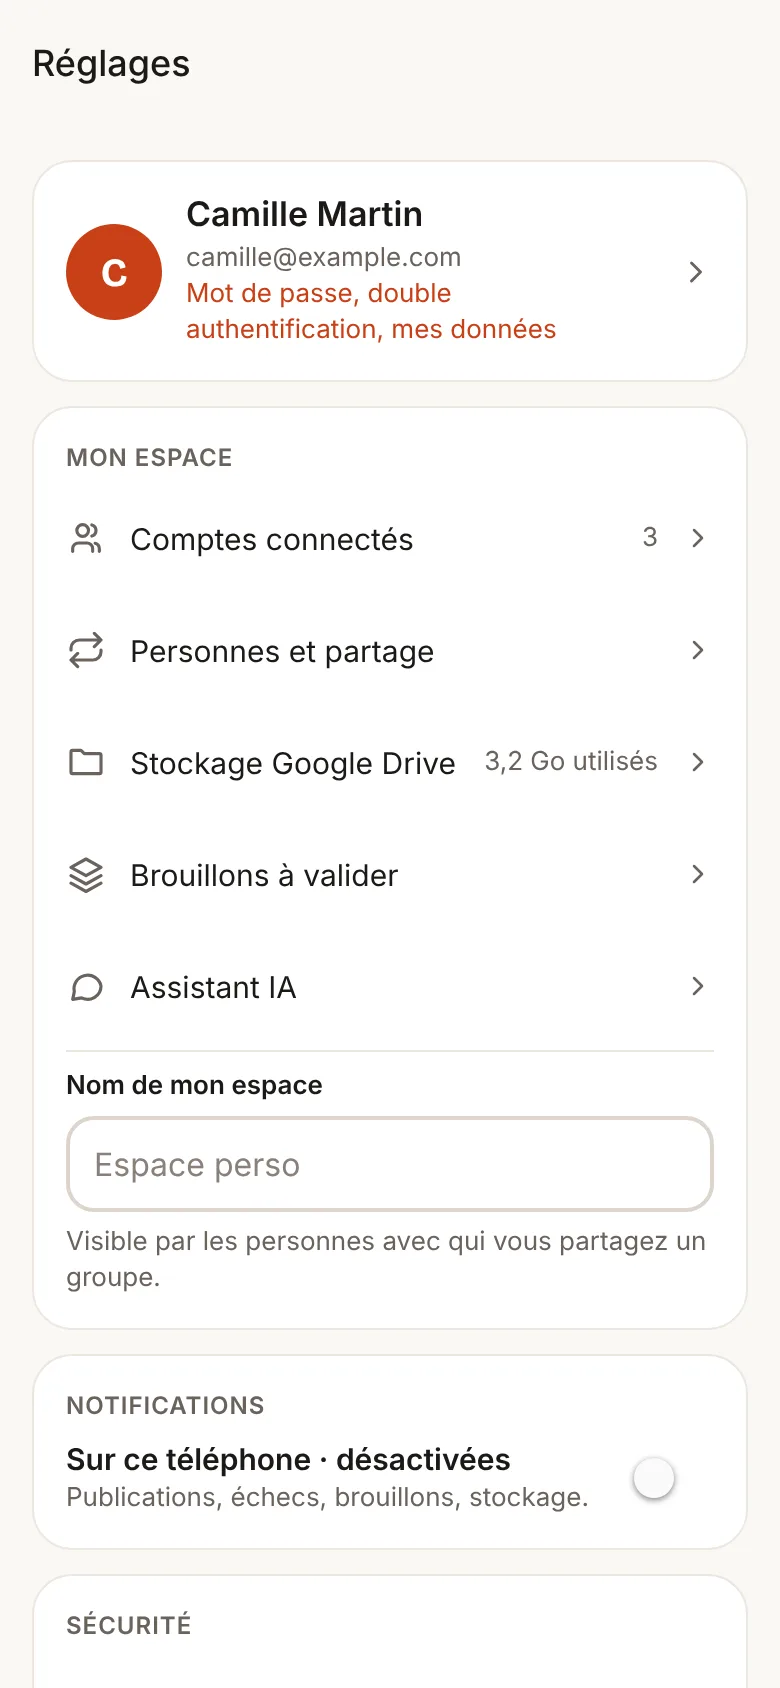 Réglages
C
Camille Martin
camille@example.com
Mot de passe, double
authentification, mes données
MON ESPACE
Comptes connectés 3
Personnes et partage
Stockage Google Drive 3,2 Go utilisés
Brouillons à valider
Assistant IA
Nom de mon espace
Espace perso
Visible par les personnes avec qui vous partagez un
groupe.
NOTIFICATIONS
Sur ce téléphone · désactivées
Publications, échecs, brouillons, stockage.
SÉCURITÉ